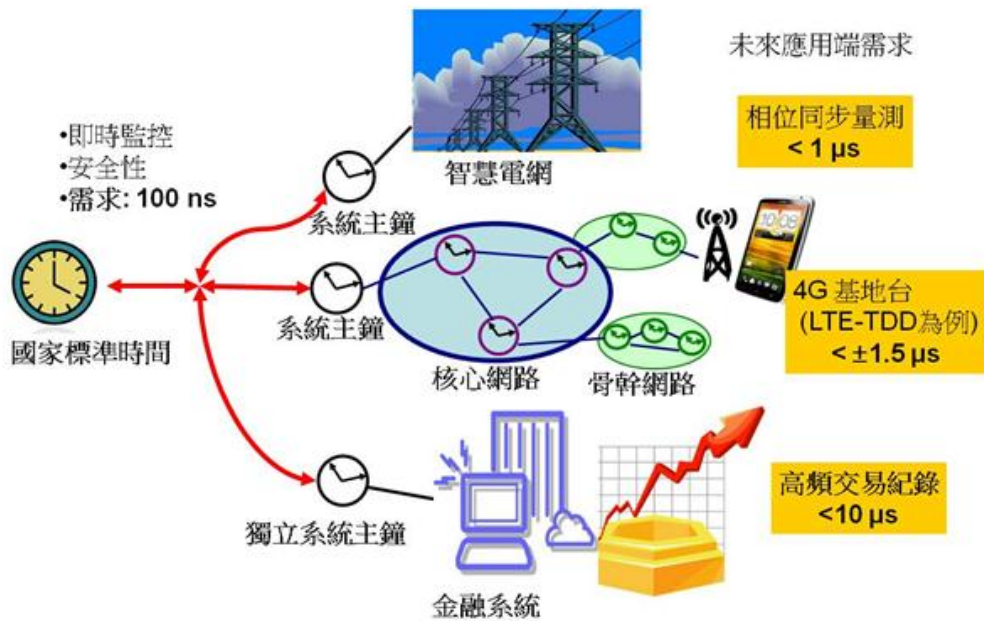 未來應用端需求
•即時監控
•安全性
•需求: 100 ns
相位同步量測
< 1 μs
智慧電網
系統主鐘
10:08
系統主鐘
4G 基地台
(LTE-TDD為例)
< ±1.5 μs
國家標準時間
核心網路
骨幹網路
高頻交易紀錄
<10 μs
獨立系統主鐘
金融系統